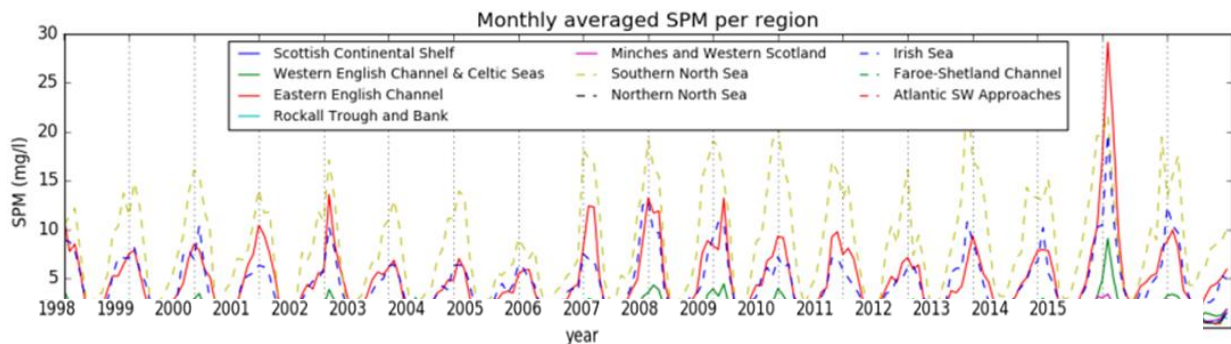 Monthly averaged SPM per region
30
25
20
15
10
5
SPM (mg/l)
Scottish Continental Shelf
Western English Channel & Celtic Seas
Eastern English Channel
Rockall Trough and Bank
Minches and Western Scotland
Southern North Sea
Northern North Sea
Irish Sea
Faroe-Shetland Channel
Atlantic SW Approaches
1998 1999 2000 2001 2002 2003 2004 2005 2006 2007 2008 2009 2010 2011 2012 2013 2014 2015
year